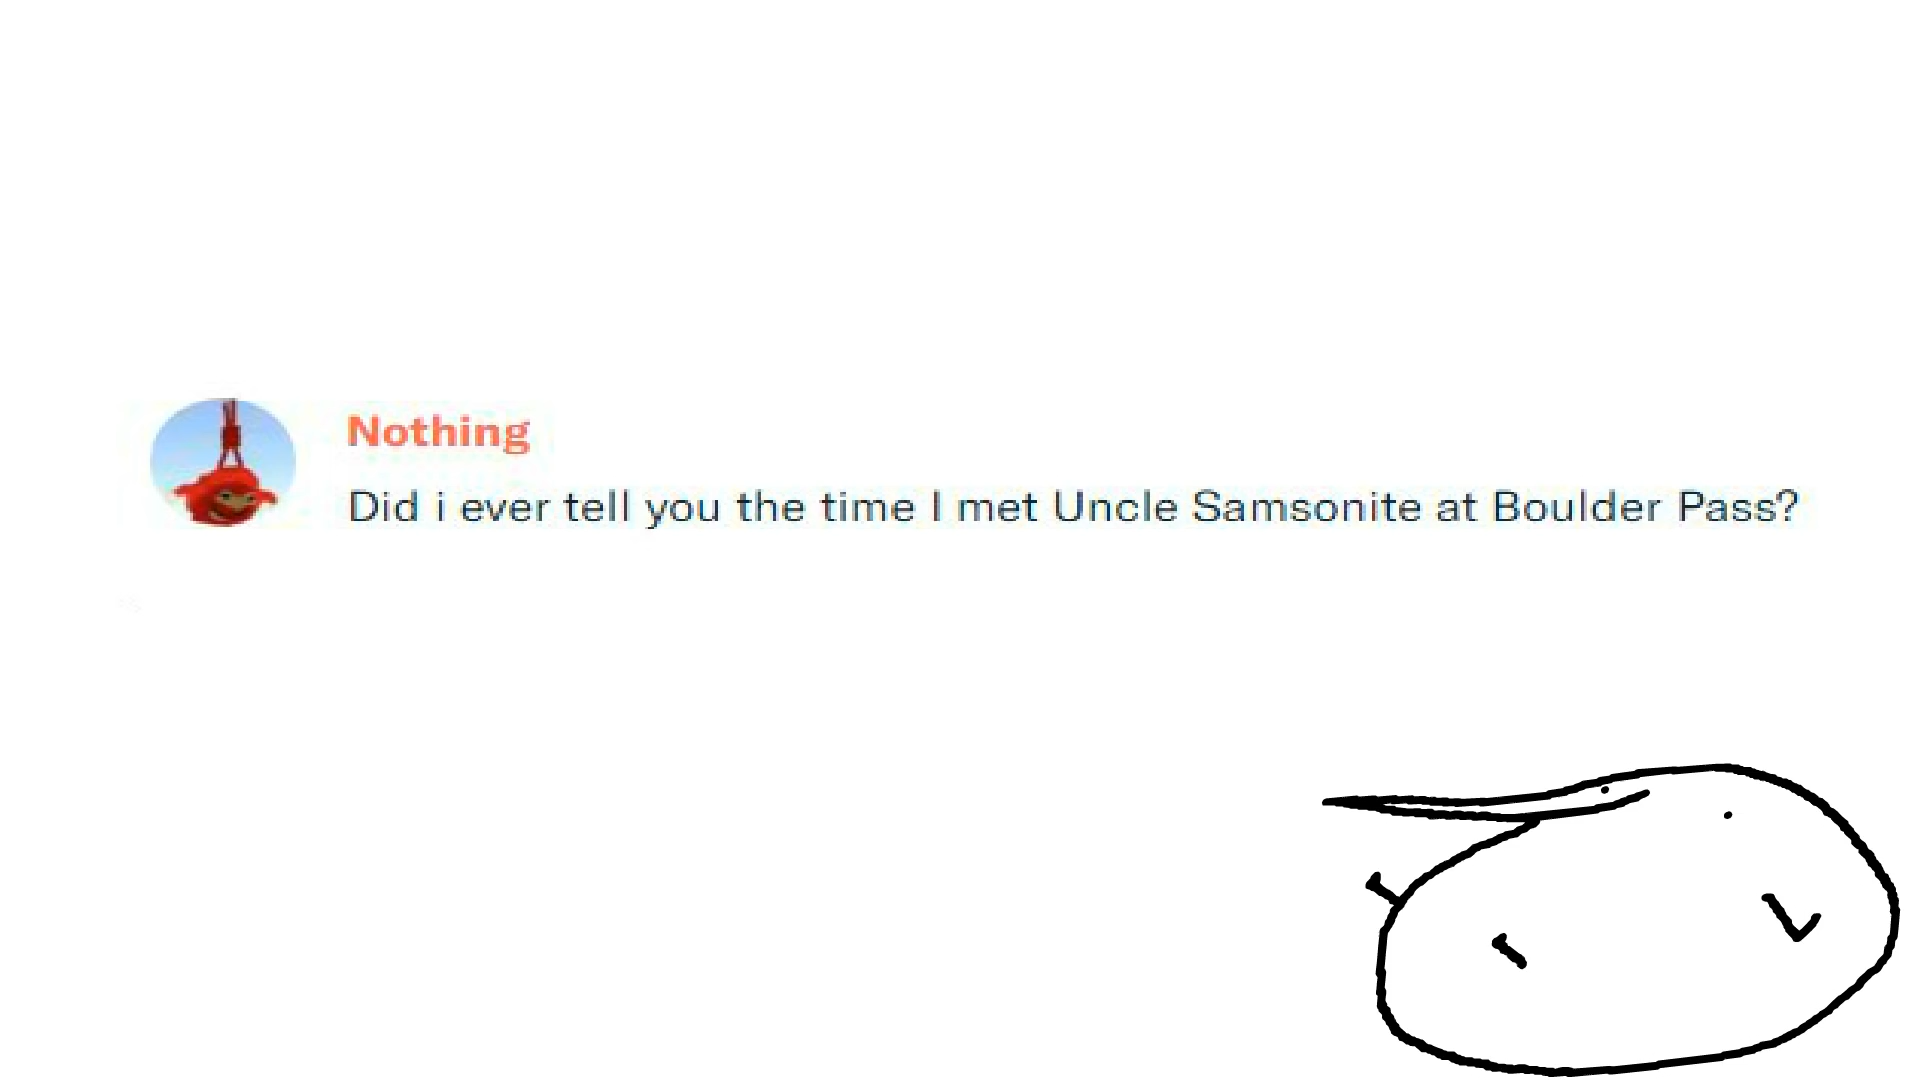 Nothing
Did i ever tell you the time I met Uncle Samsonite at Boulder Pass?